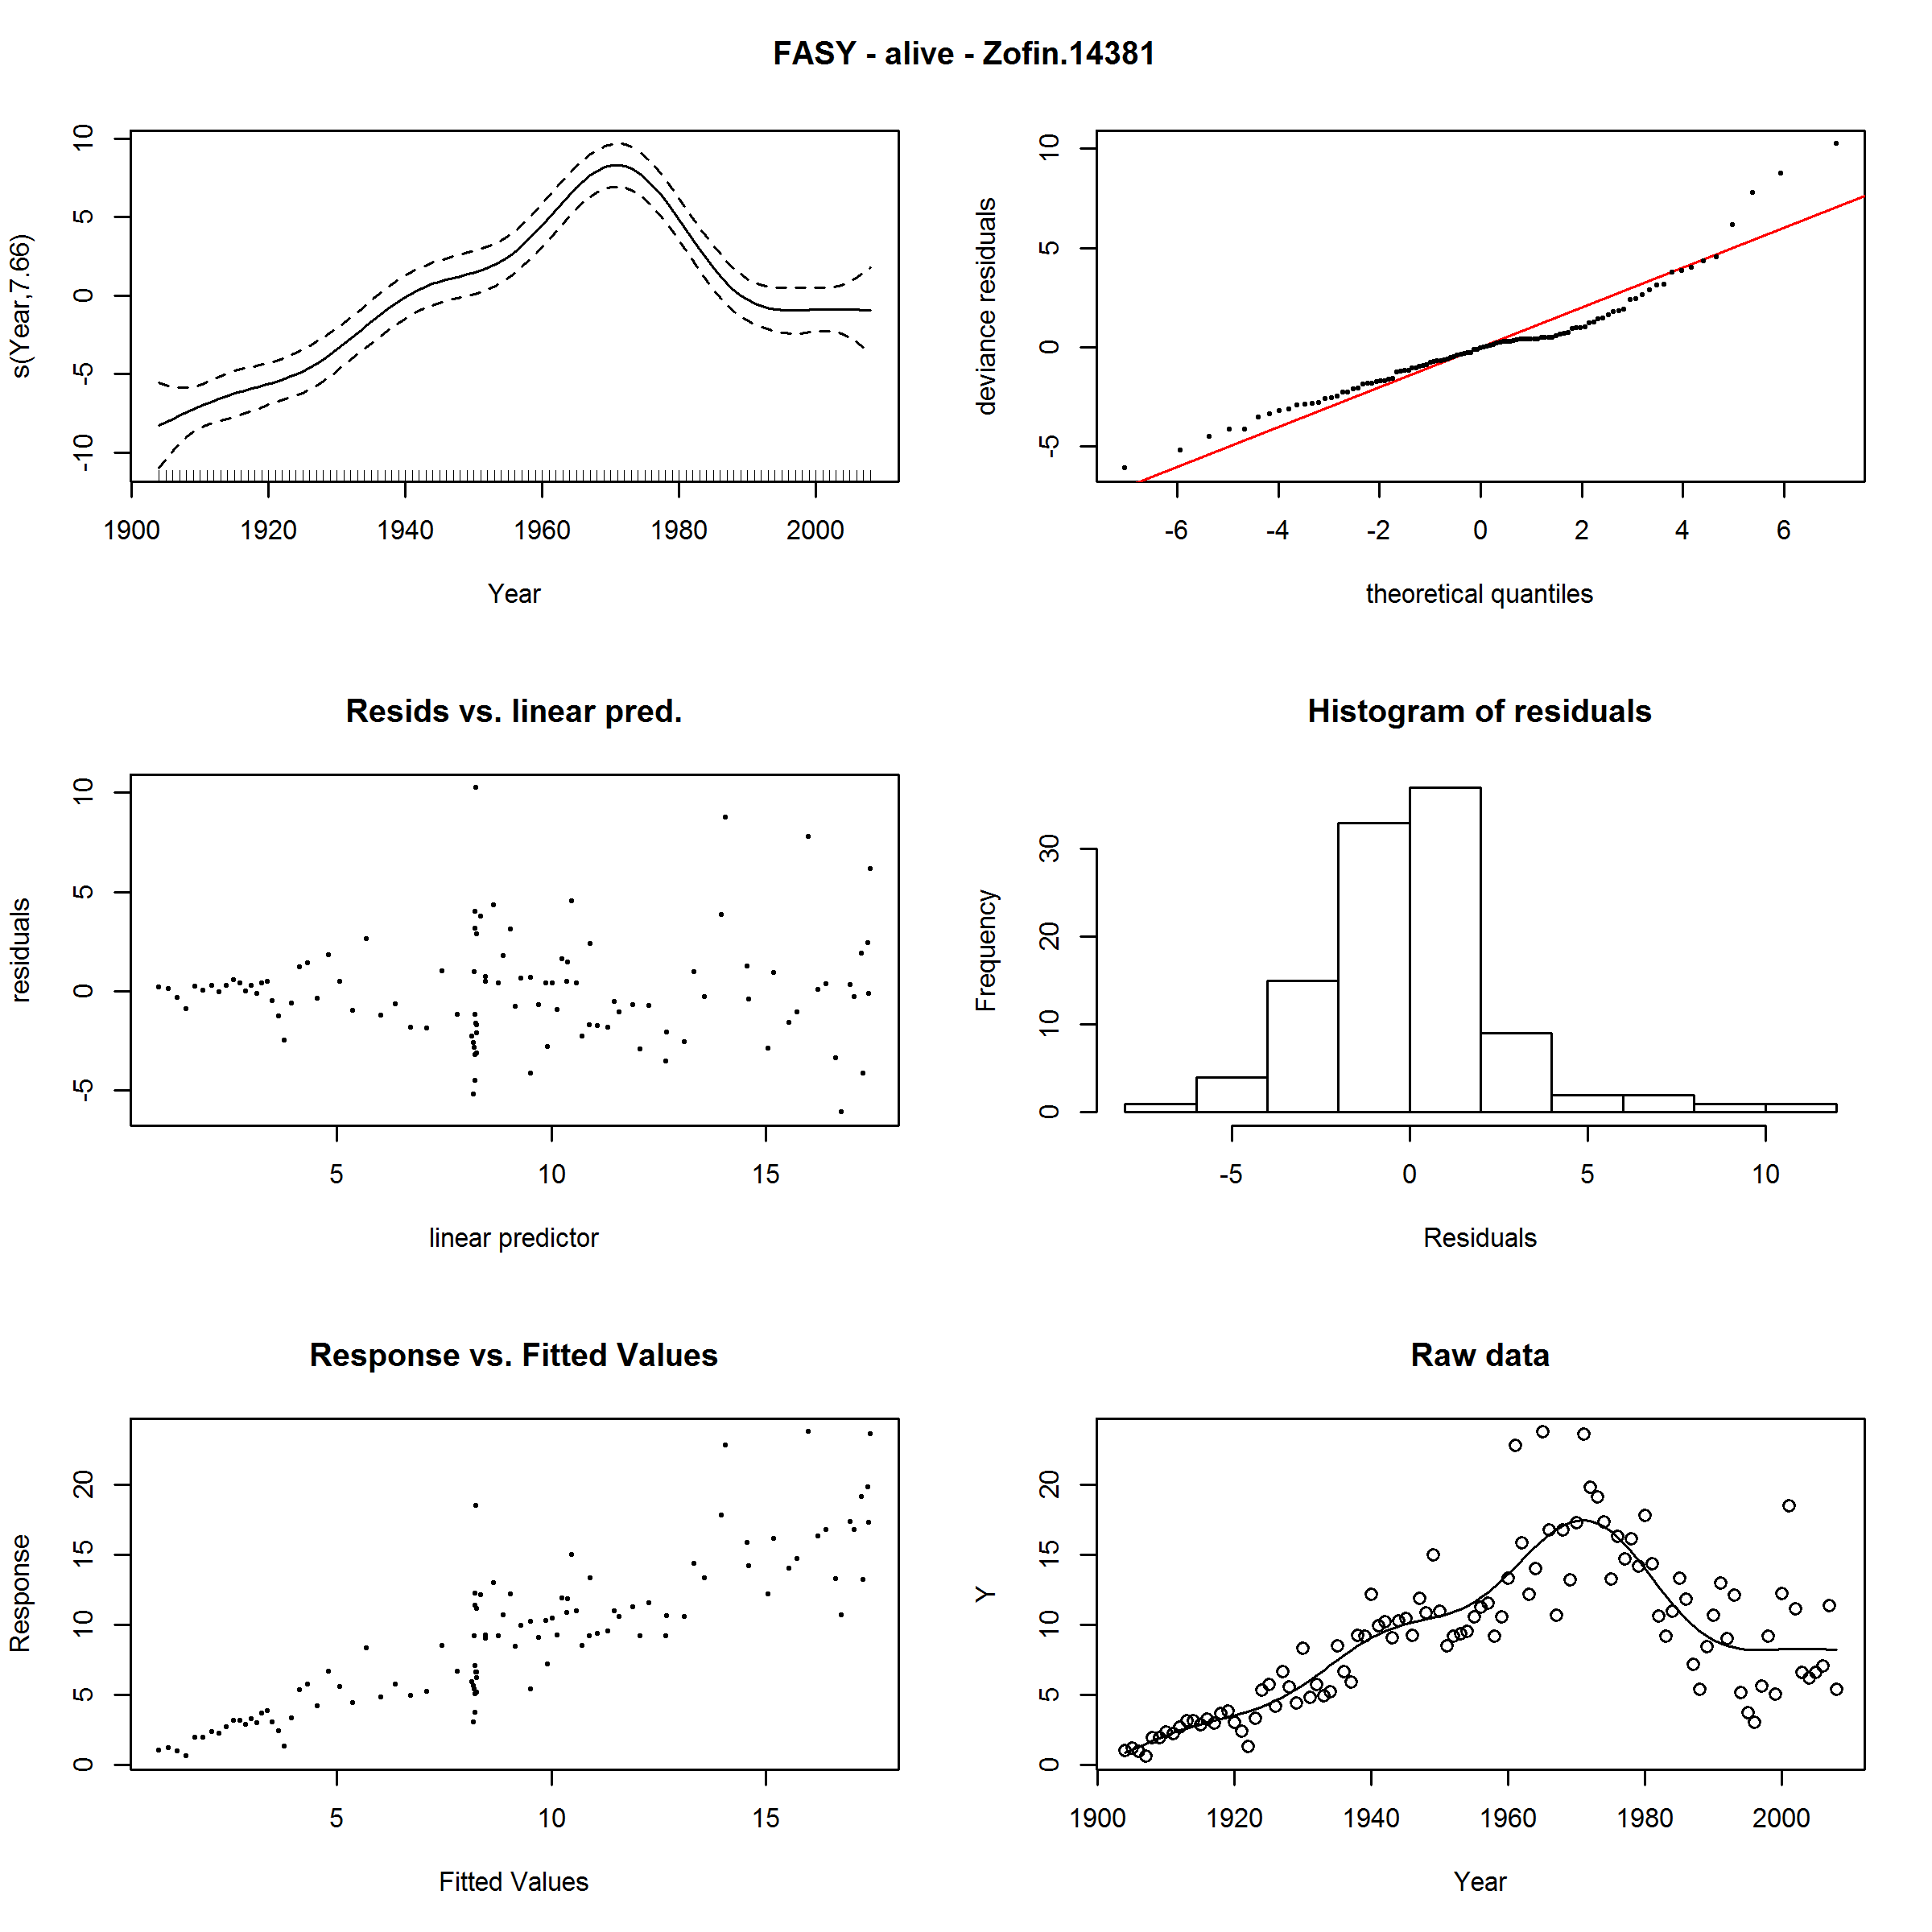 FASY - alive - Zofin.14381
s(Year,7.66)
10
5
0
-5
-10
1900 1920 1940 1960 1980 2000
Year
deviance residuals
10
5
0
-5
-6 -4 -2 0 2 4 6
theoretical quantiles
Resids vs. linear pred.
residuals
10
5
0
-5
5 10 15
linear predictor
Histogram of residuals
Frequency
30
20
10
0
-5 0 5 10
Residuals
Response vs. Fitted Values
Response
20
15
10
5
0
5 10 15
Fitted Values
Raw data
Y
20
15
10
5
0
1900 1920 1940 1960 1980 2000
Year